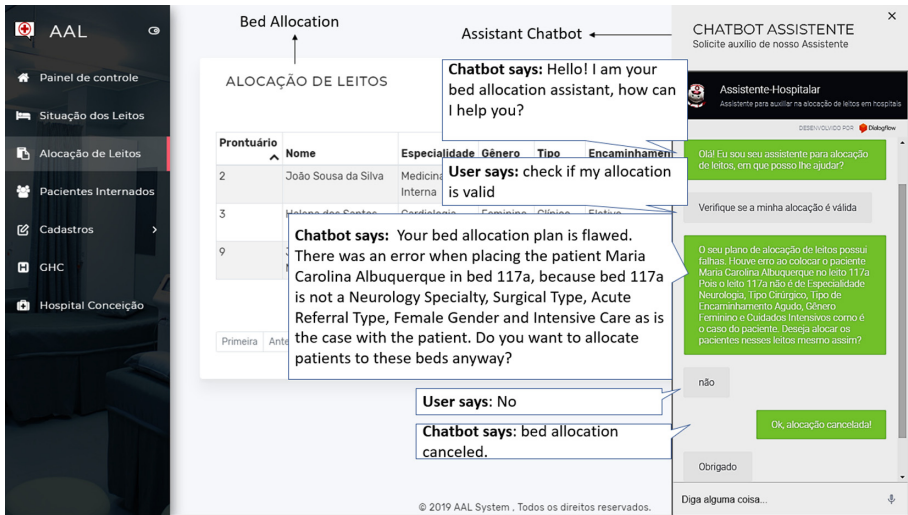 AAL
Painel de controle
Situação dos Leitos
Alocação de Leitos
Pacientes Internados
Cadastros
GHC
Hospital Conceição
Bed Allocation
Assistant Chatbot
ALOCAÇÃO DE LEITOS
Prontuário Nome Especialidade Gênero Tipo
2 João Sousa da Silva Medicina
Interna
3
9
Primeira
© 2019 AAL System , Todos os direitos reservados.
Chatbot says: Hello! I am your
bed allocation assistant, how can
I help you?
User says: check if my allocation
is valid
Chatbot says: Your bed allocation plan is flawed.
There was an error when placing the patient Maria
Carolina Albuquerque in bed 117a, because bed 117a
is not a Neurology Specialty, Surgical Type, Acute
Referral Type, Female Gender and Intensive Care as is
the case with the patient. Do you want to allocate
patients to these beds anyway?
User says: No
Chatbot says: bed allocation
canceled.
CHATBOT ASSISTENTE
Solicite auxílio de nosso Assistente
Assistente-Hospitalar
Assistente para auxiliar na alocação de leitos em hospitais
DESENVOLVIDO POR Dialogflow
Olá! Eu sou seu assistente para alocação
de leitos, em que posso lhe ajudar?
Verifique se a minha alocação é válida
O seu plano de alocação de leitos possui
falhas. Houve erro ao colocar o paciente
Maria Carolina Albuquerque no leito 117a
Pois o leito 117a não é de Especialidade
Neurologia, Tipo Cirúrgico, Tipo de
Encaminhamento Agudo, Gênero
Feminino e Cuidados Intensivos como é
o caso do paciente. Deseja alocar os
pacientes nesses leitos mesmo assim?
não
Ok, alocação cancelada!
Obrigado
Diga alguma coisa...